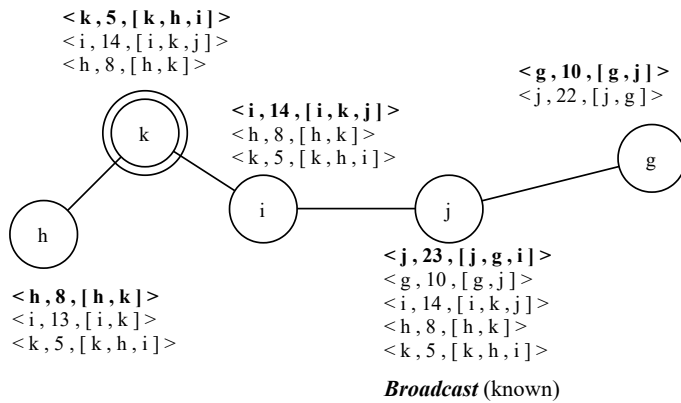 < k , 5 , [ k , h , i ] >
< i , 14 , [ i , k , j ] >
< h , 8 , [ h , k ] >
< g , 10 , [ g , j ] >
< j , 22 , [ j , g ] >
k
< i , 14 , [ i , k , j ] >
< h , 8 , [ h , k ] >
< k , 5 , [ k , h , i ] >
g
h
i
j
< h , 8 , [ h , k ] >
< i , 13 , [ i , k ] >
< k , 5 , [ k , h , i ] >
< j , 23 , [ j , g , i ] >
< g , 10 , [ g , j ] >
< i , 14 , [ i , k , j ] >
< h , 8 , [ h , k ] >
< k , 5 , [ k , h , i ] >
Broadcast (known)